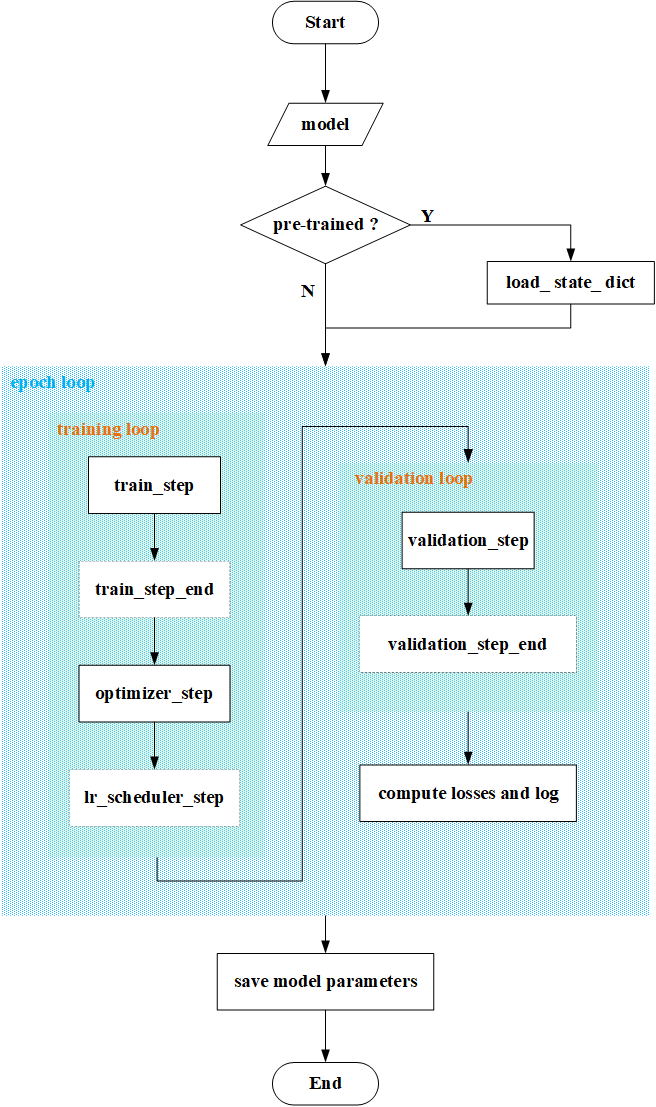 Start
model
pre-trained ?
Y
N
load_ state_ dict
epoch loop
training loop
train_step
train_step_end
optimizer_step
lr_scheduler_step
validation loop
validation_step
validation_step_end
compute losses and log
save model parameters
End